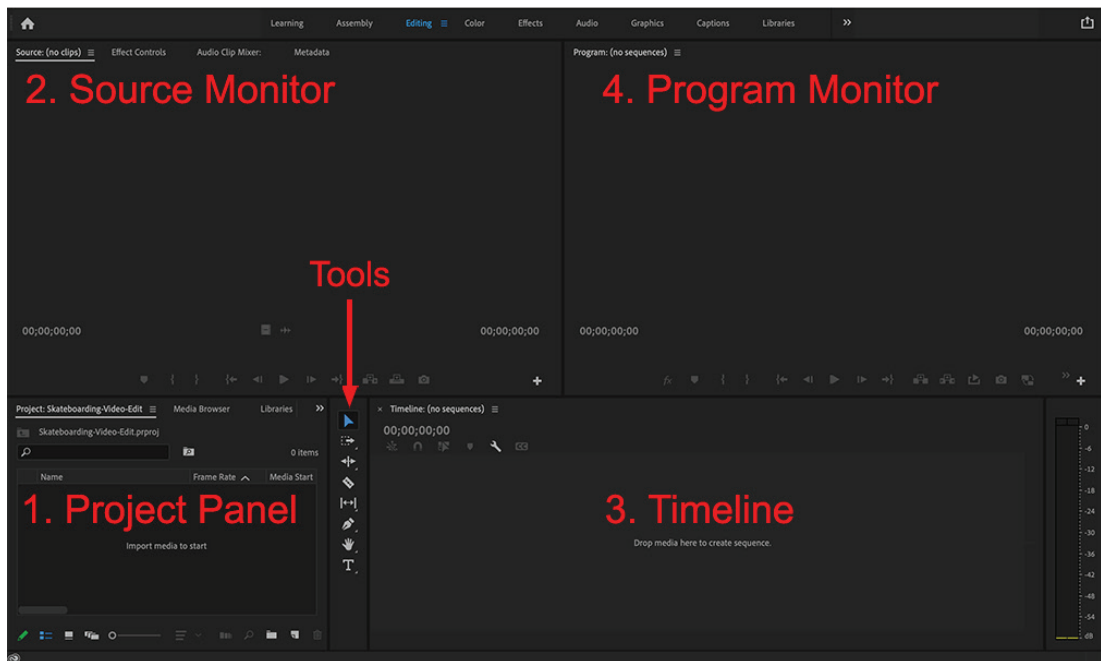 Learning Assembly Editing Color Effects Audio Graphics Captions Libraries »
Source: (no clips) Effect Controls Audio Clip Mixer: Metadata
Program: (no sequences)
2. Source Monitor
4. Program Monitor
Tools
00;00;00;00 00;00;00;00
00;00;00;00 00;00;00;00
Project: Skateboarding-Video-Edit Media Browser Libraries »
Skateboarding-Video-Edit.prproj
0 items
Name Frame Rate Media Start
1. Project Panel
Import media to start
× Timeline: (no sequences)
00;00;00;00
CC
3. Timeline
Drop media here to create sequence.
T
fx
0
-6
-12
-18
-24
-30
-36
-42
-48
-54
dB